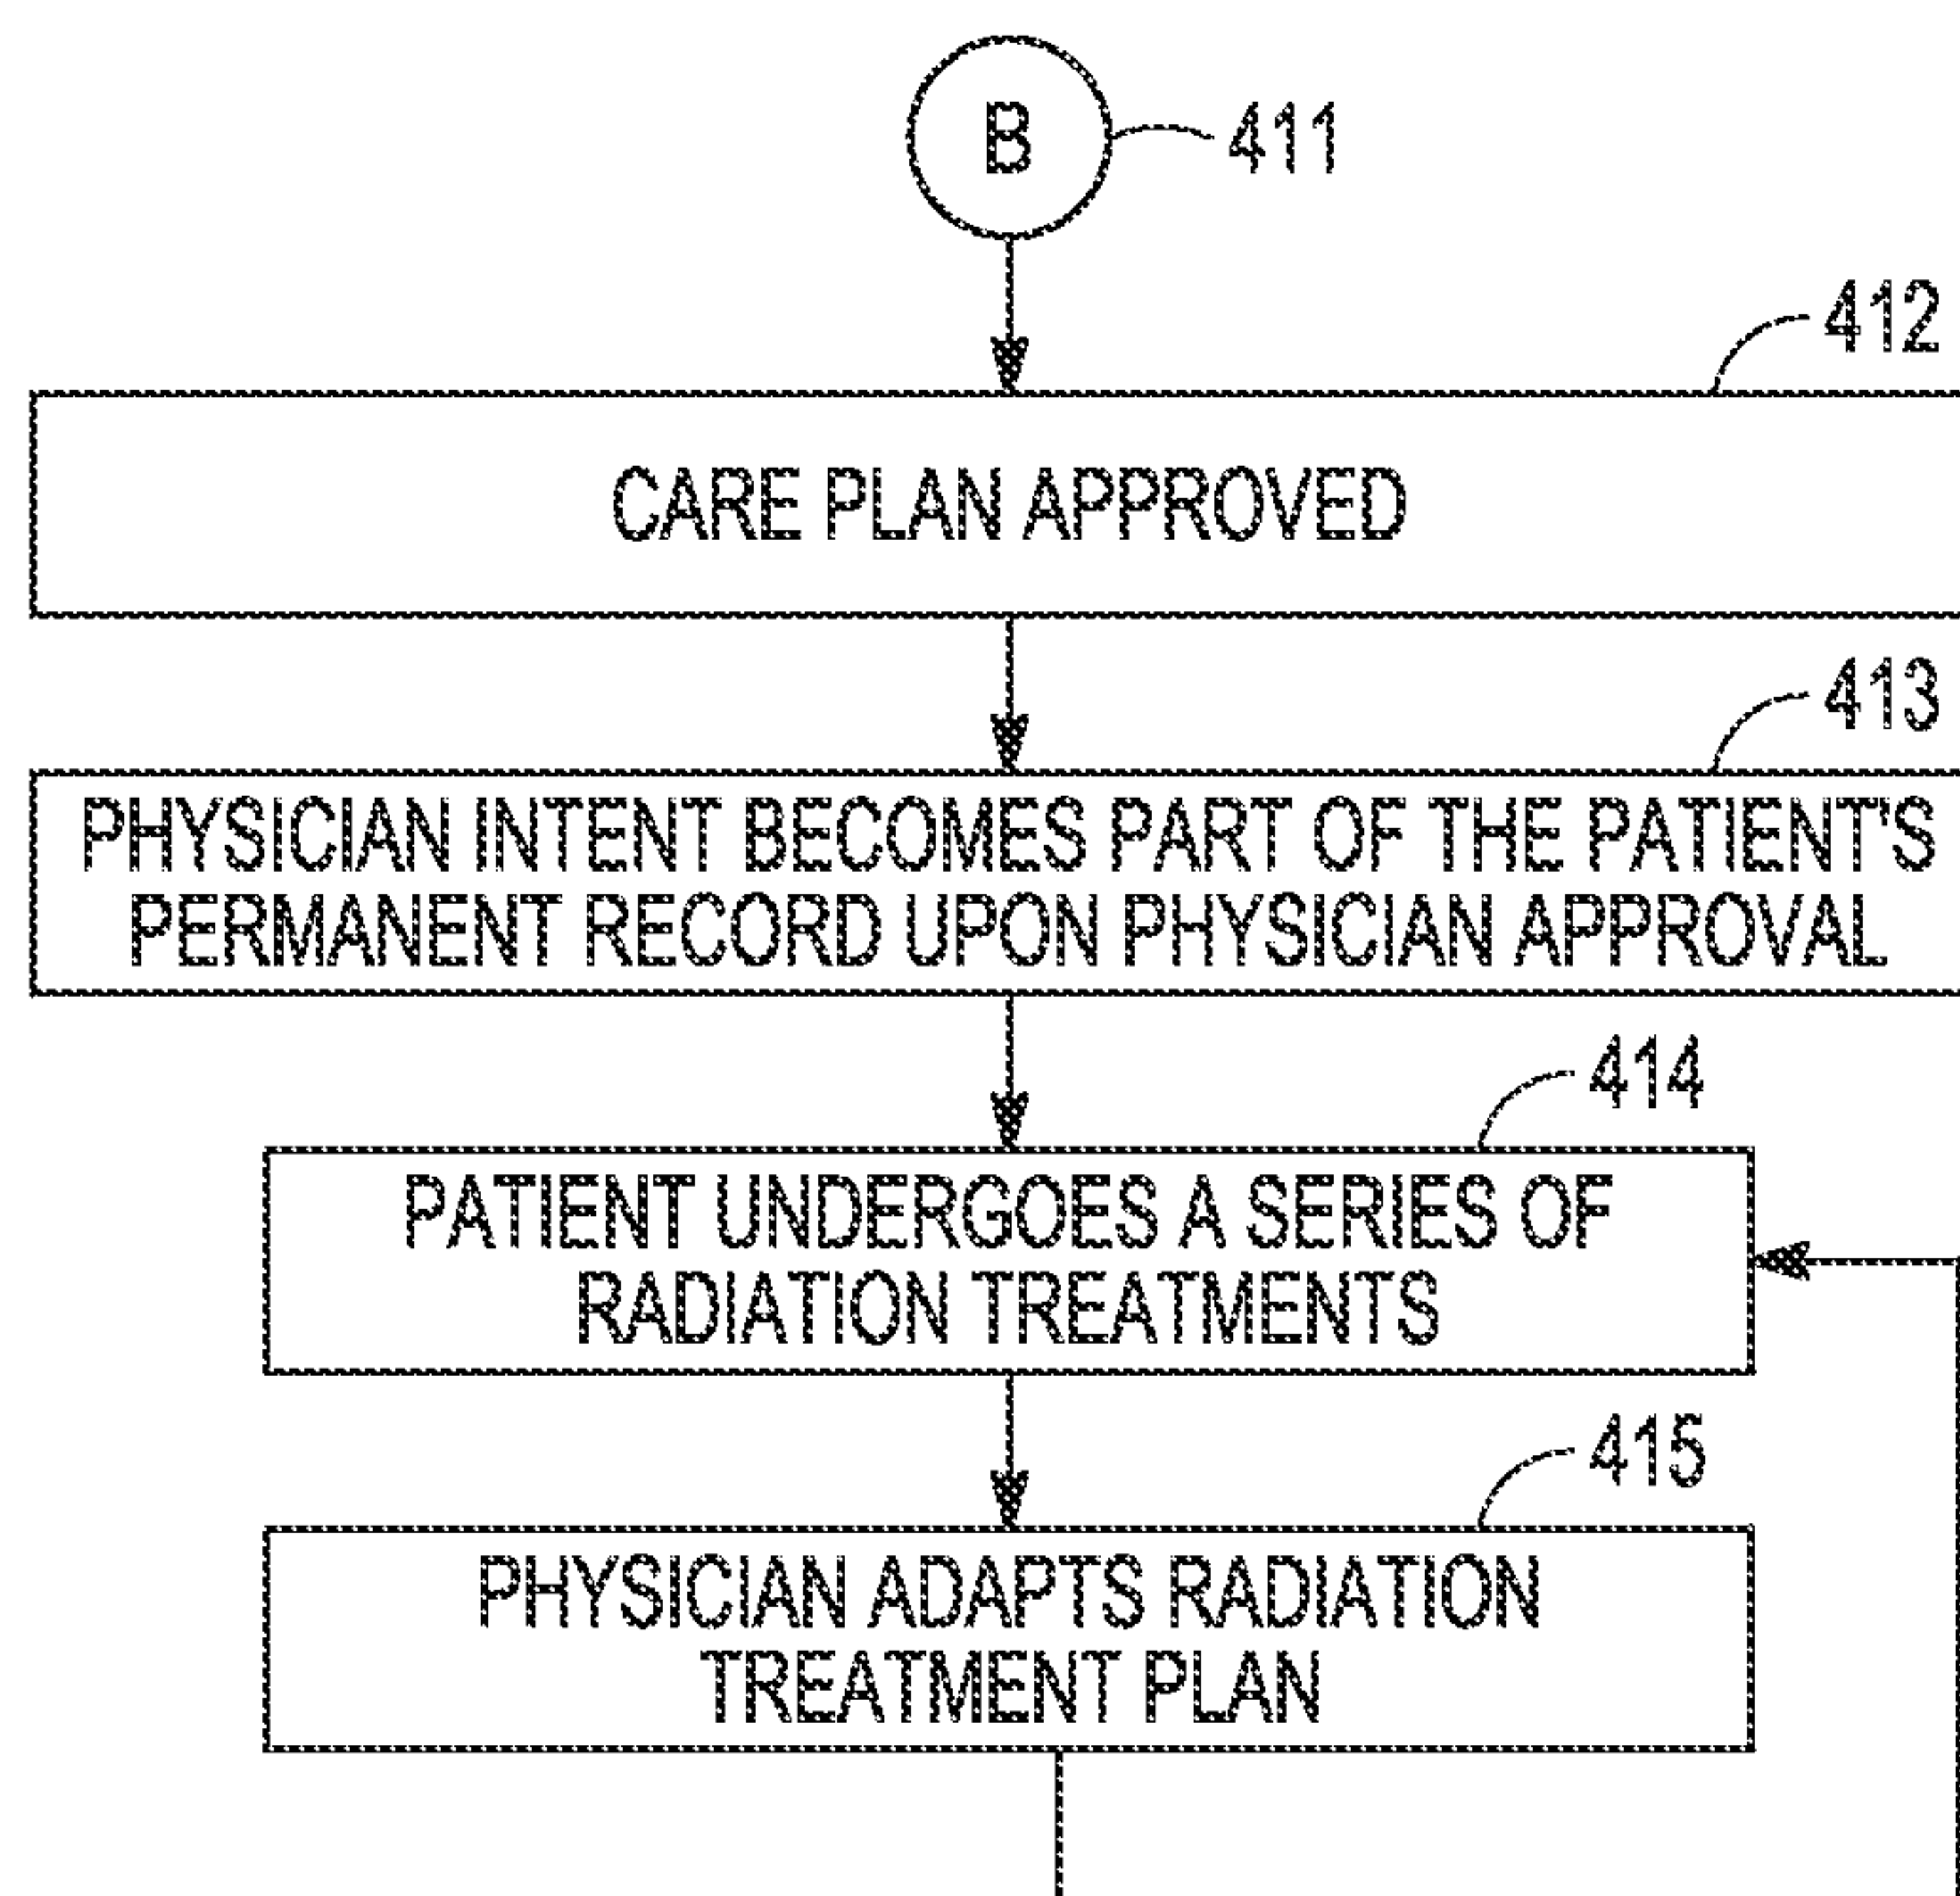 B
411
412
CARE PLAN APPROVED
413
PHYSICIAN INTENT BECOMES PART OF THE PATIENT'S
PERMANENT RECORD UPON PHYSICIAN APPROVAL
414
PATIENT UNDERGOES A SERIES OF
RADIATION TREATMENTS
415
PHYSICIAN ADAPTS RADIATION
TREATMENT PLAN